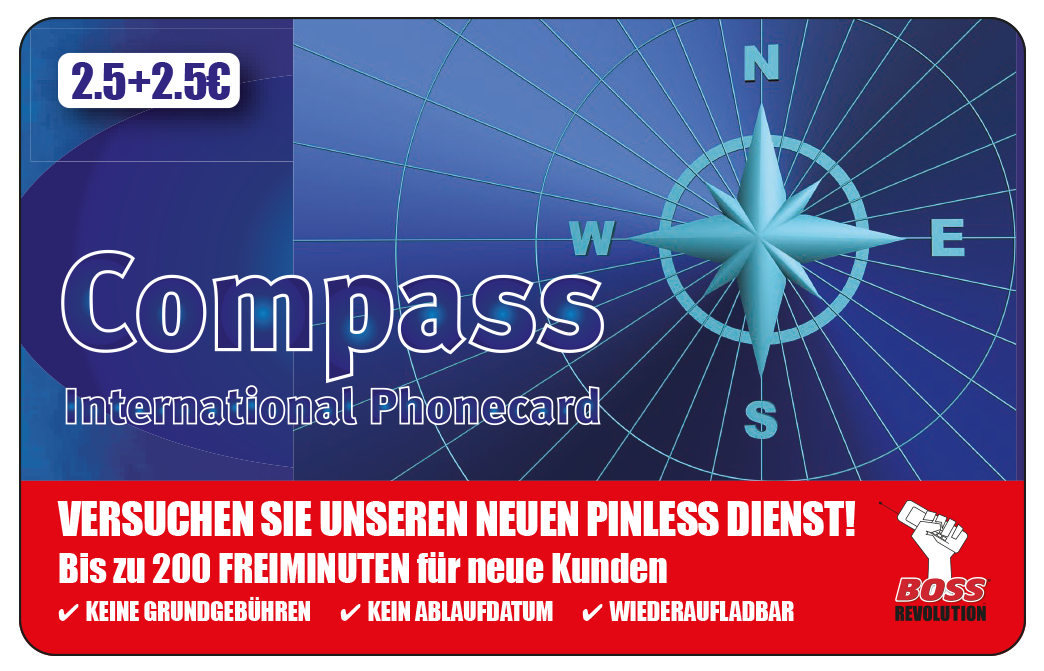 2.5+2.5€
N
W
E
S
Compass
International Phonecard
VERSUCHEN SIE UNSEREN NEUEN PINLESS DIENST!
Bis zu 200 FREIMINUTEN für neue Kunden
✔ KEINE GRUNDGEBÜHREN ✔ KEIN ABLAUFDATUM ✔ WIEDERAUFLADBAR
BOSS
REVOLUTION